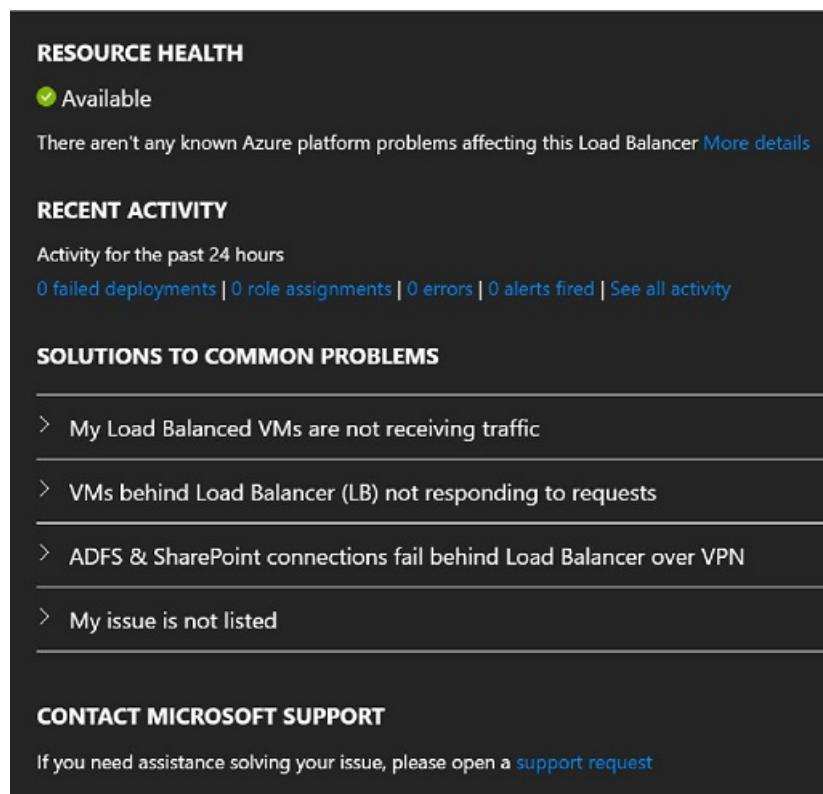 RESOURCE HEALTH
Available
There aren't any known Azure platform problems affecting this Load Balancer More details
RECENT ACTIVITY
Activity for the past 24 hours
0 failed deployments | 0 role assignments | 0 errors | 0 alerts fired | See all activity
SOLUTIONS TO COMMON PROBLEMS
My Load Balanced VMs are not receiving traffic
VMs behind Load Balancer (LB) not responding to requests
ADFS & SharePoint connections fail behind Load Balancer over VPN
My issue is not listed
CONTACT MICROSOFT SUPPORT
If you need assistance solving your issue, please open a support request